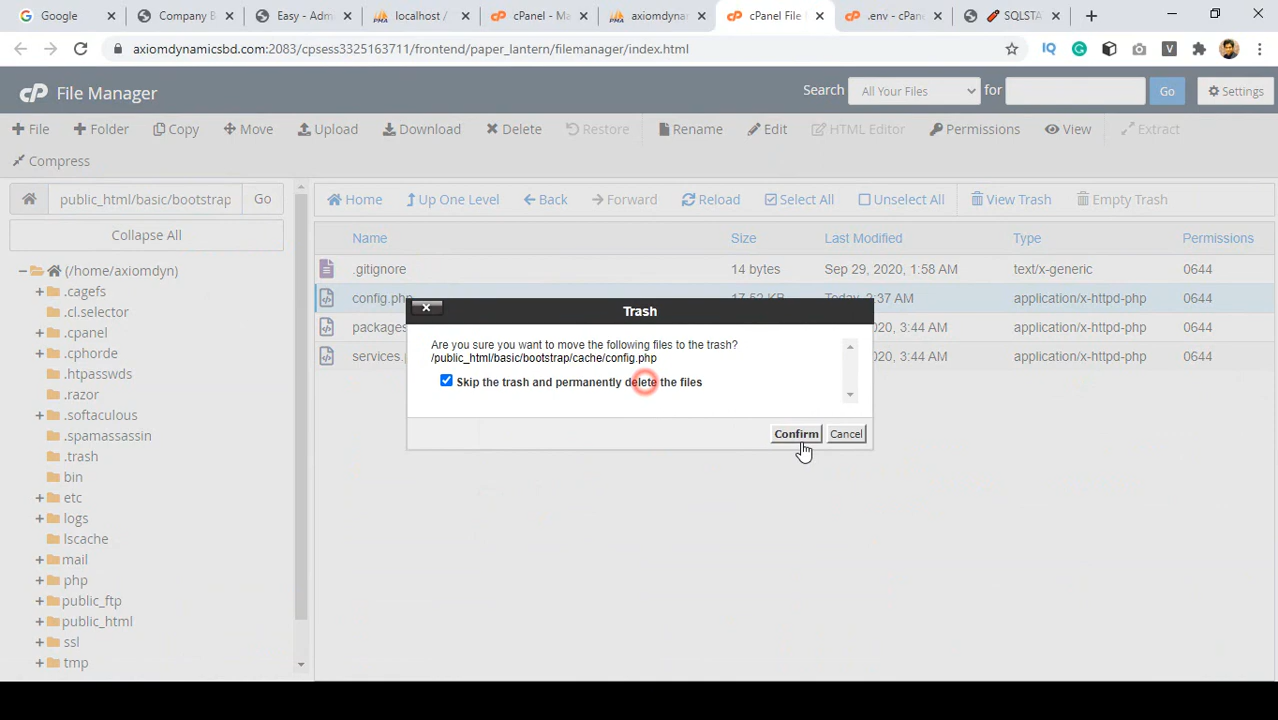 Google
Company B
Easy - Adm
localhost /
cPanel - Ma
axiomdynar
cPanel File
.env - cPan
SQLSTA
axiomdynamicsbd.com:2083/cpsess3325163711/frontend/paper_lantern/filemanager/index.html
IQ
V
cP File Manager
Search All Your Files for Go Settings
File Folder Copy Move Upload Download Delete Restore Rename Edit HTML Editor Permissions View Extract
Compress
public_html/basic/bootstrap Go
Home Up One Level Back Forward Reload Select All Unselect All View Trash Empty Trash
Collapse All
Name Size Last Modified Type Permissions
(/home/axiomdyn)
.gitignore 14 bytes Sep 29, 2020, 1:58 AM text/x-generic 0644
.cagefs
config.php 17.52 KB Today, 2:37 AM application/x-httpd-php 0644
.cl.selector
packages 2020, 3:44 AM application/x-httpd-php 0644
.cpanel
services.p 2020, 3:44 AM application/x-httpd-php 0644
.cphorde
.htpasswds
.razor
.softaculous
.spamassassin
.trash
bin
etc
logs
lscache
mail
php
public_ftp
public_html
ssl
tmp
Trash
Are you sure you want to move the following files to the trash?
/public_html/basic/bootstrap/cache/config.php
Skip the trash and permanently delete the files
Confirm Cancel